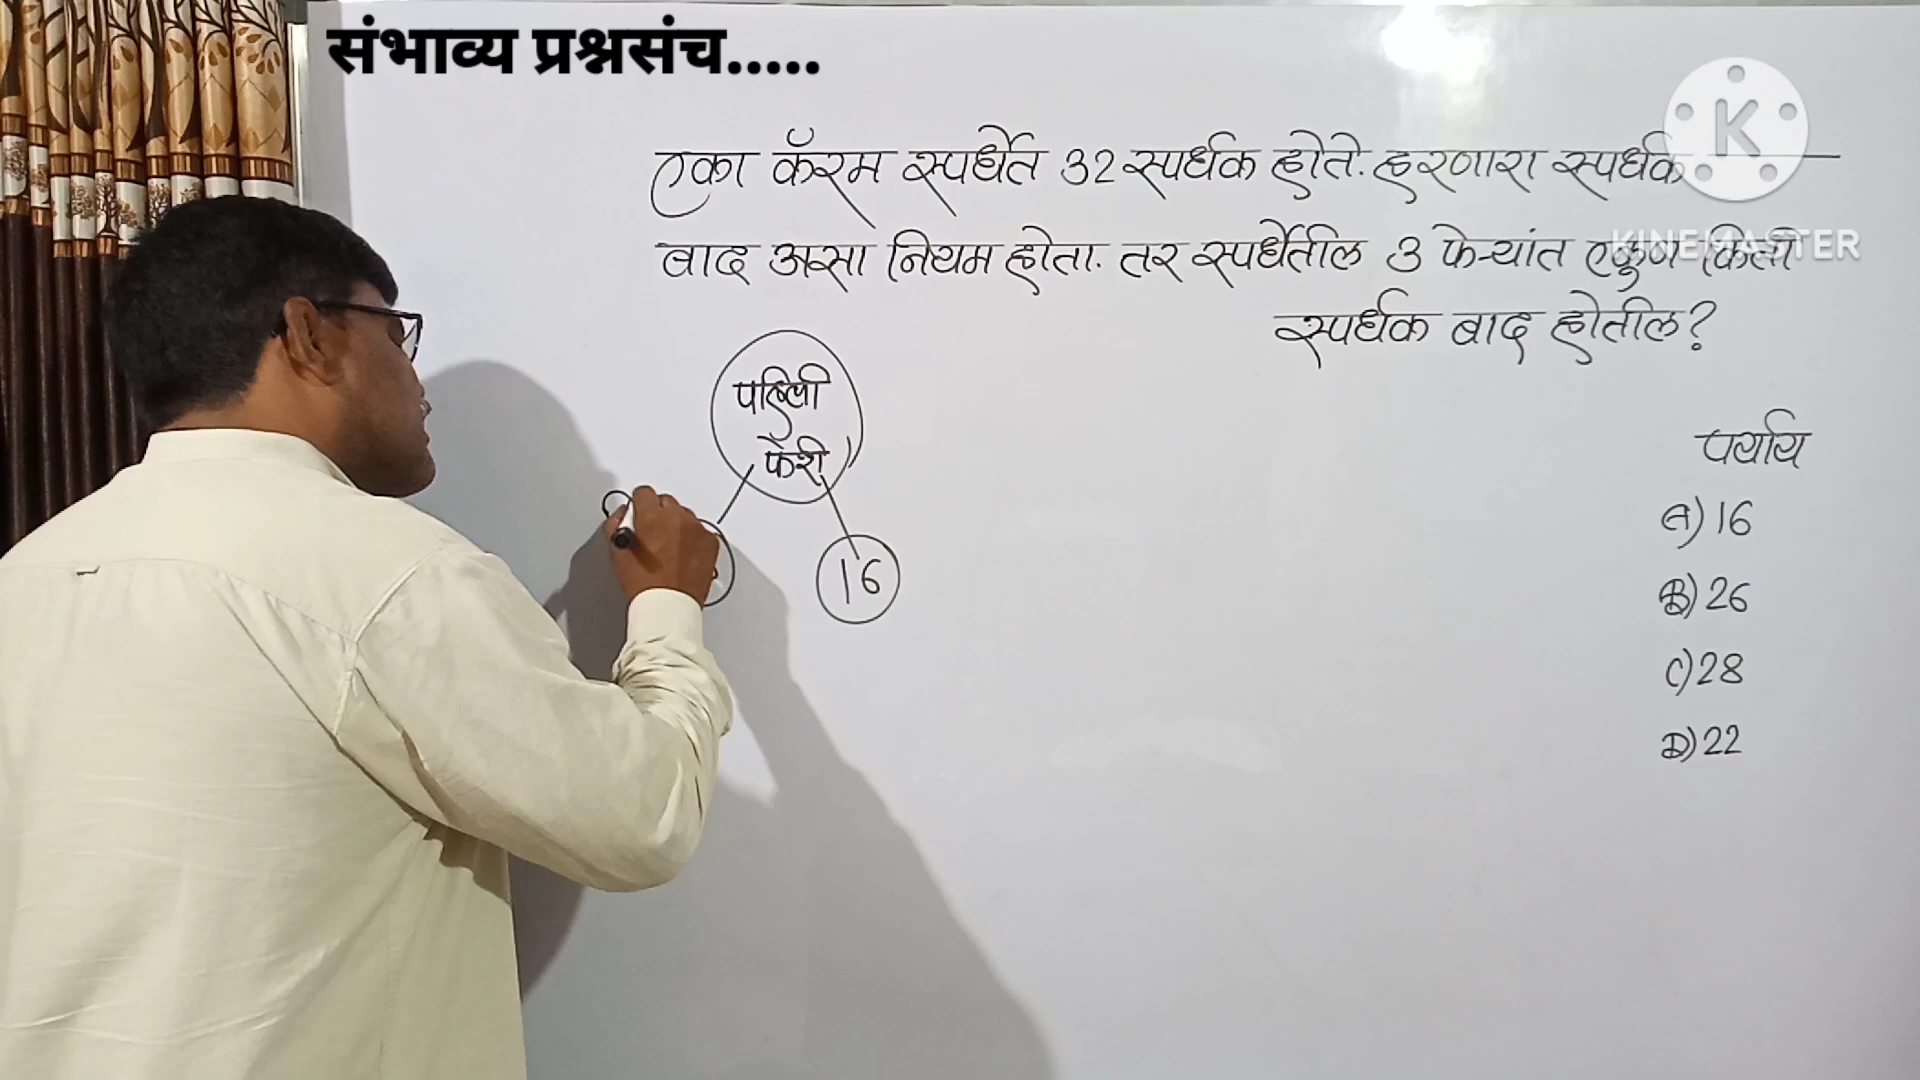 संभाव्य प्रश्नसंच.....
एका कॅरम स्पर्धेत 32 स्पर्धक होते. हरणारा स्पर्धक
बाद असा नियम होता. तर स्पर्धेतील 3 फेऱ्यांत एकुण किती
स्पर्धक बाद होतील?
K
KINEMASTER
पहिली
फेरी
16
पर्याय
A) 16
B) 26
C) 28
D) 22